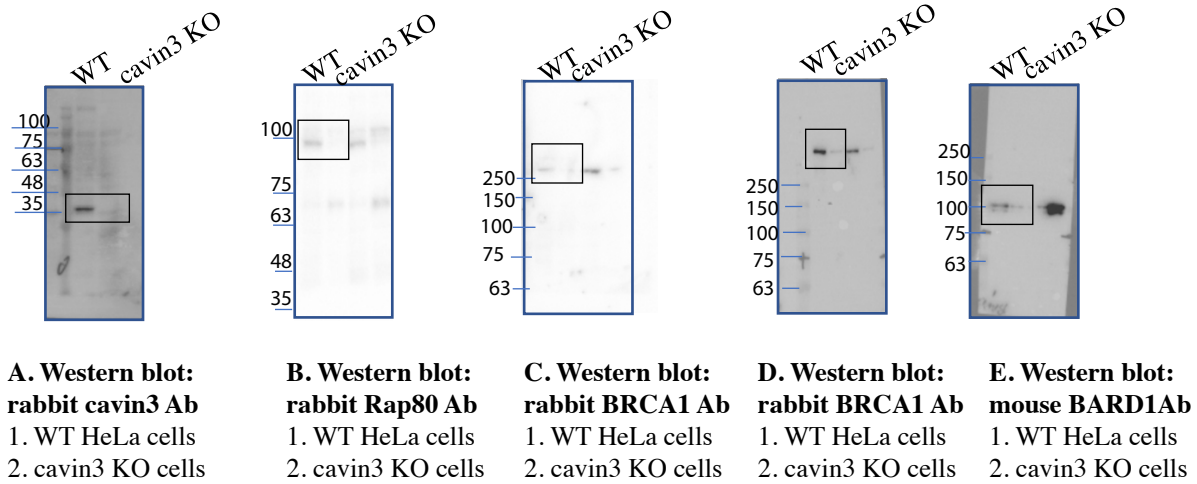 WT cavin3 KO
100
75
63
48
35
WT cavin3 KO
100
75
63
48
35
WT cavin3 KO
250
150
100
75
63
WT cavin3 KO
250
150
100
75
63
WT cavin3 KO
250
150
100
75
63
A. Western blot:
rabbit cavin3 Ab
1. WT HeLa cells
2. cavin3 KO cells
B. Western blot:
rabbit Rap80 Ab
1. WT HeLa cells
2. cavin3 KO cells
C. Western blot:
rabbit BRCA1 Ab
1. WT HeLa cells
2. cavin3 KO cells
D. Western blot:
rabbit BRCA1 Ab
1. WT HeLa cells
2. cavin3 KO cells
E. Western blot:
mouse BARD1Ab
1. WT HeLa cells
2. cavin3 KO cells